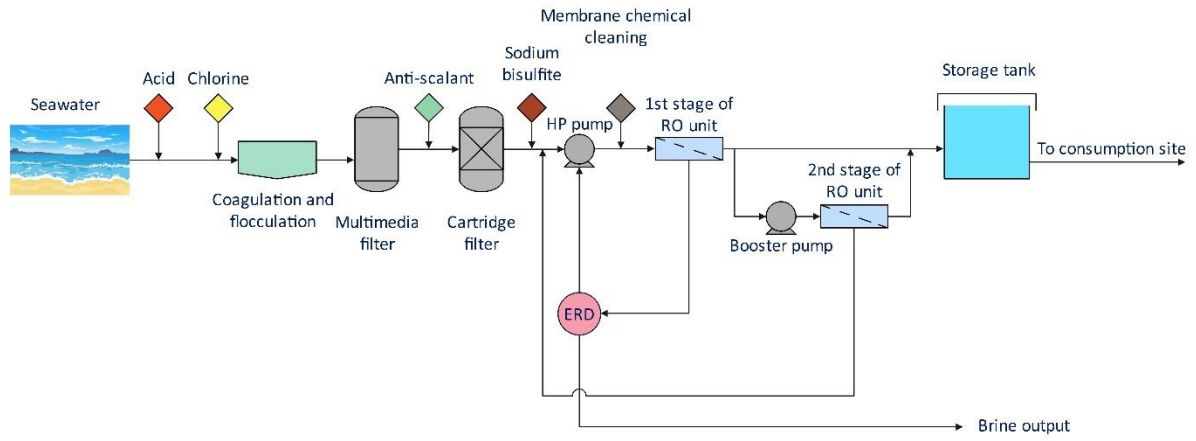 Membrane chemical
cleaning
Sodium
bisulfite
Storage tank
Acid
Chlorine
Anti-scalant
1st stage of
RO unit
Seawater
HP pump
To consumption site
2nd stage of
RO unit
Coagulation and
flocculation
Multimedia
filter
Cartridge
filter
Booster pump
ERD
Brine output